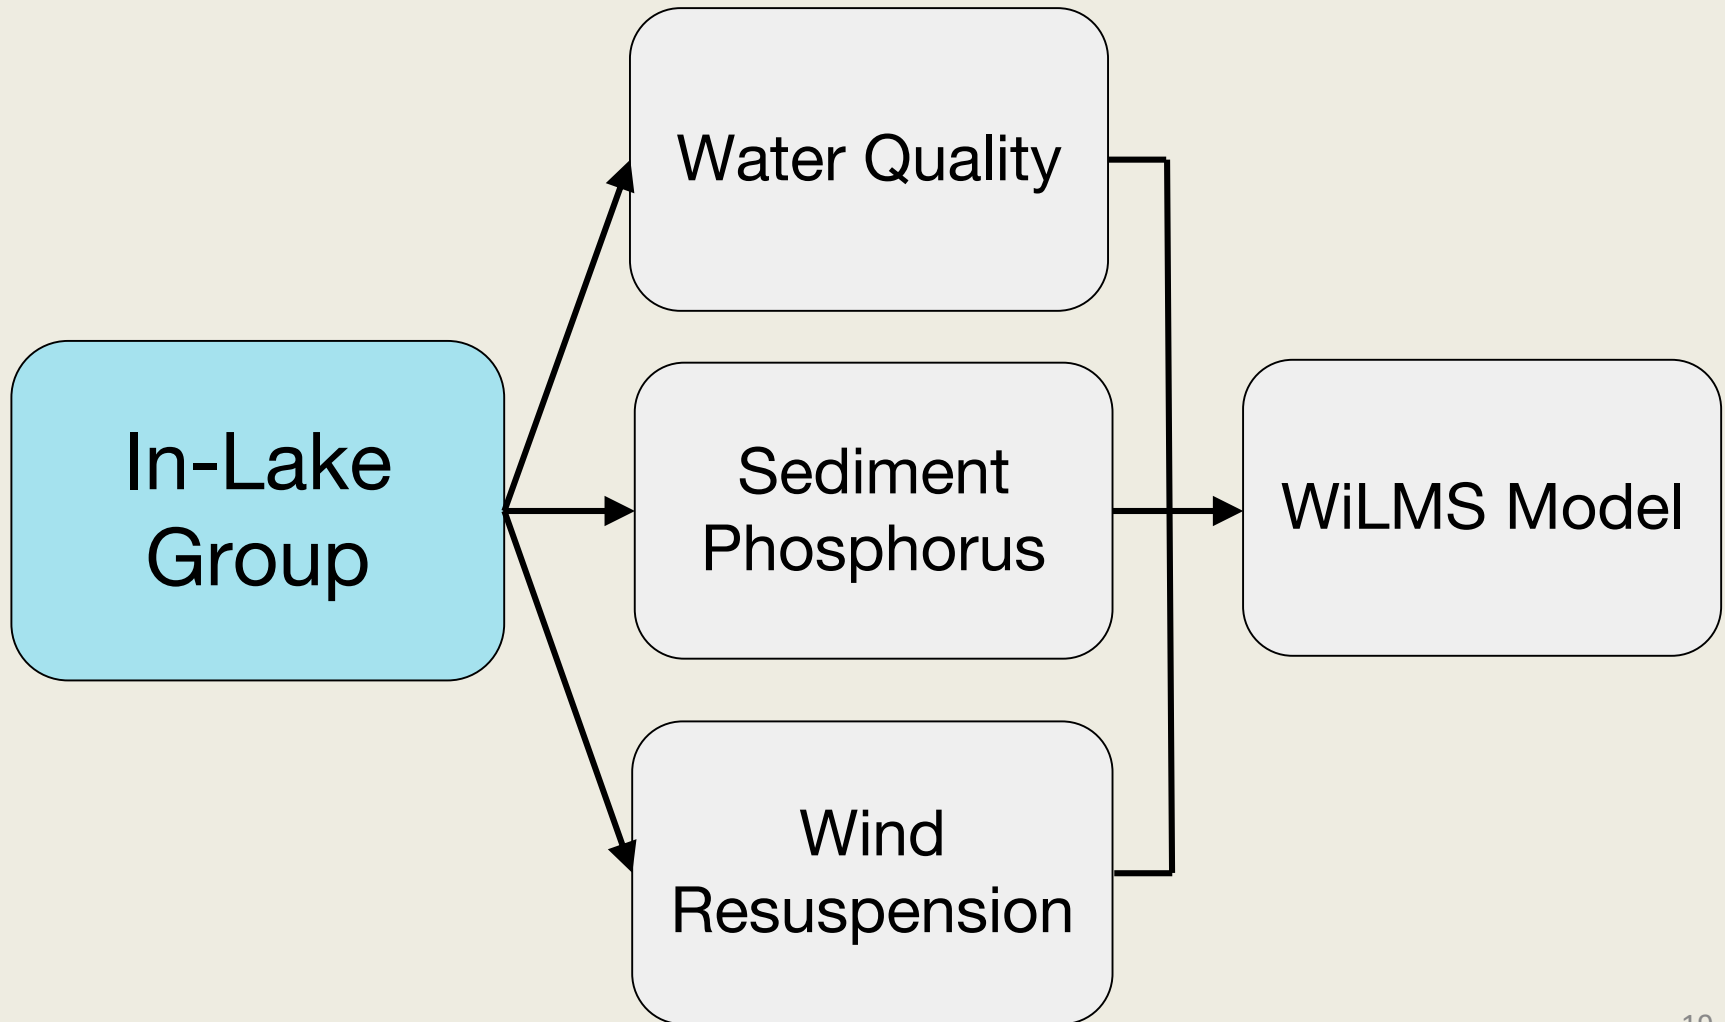 Water Quality
In-Lake
Group
Sediment
Phosphorus
WiLMS Model
Wind
Resuspension